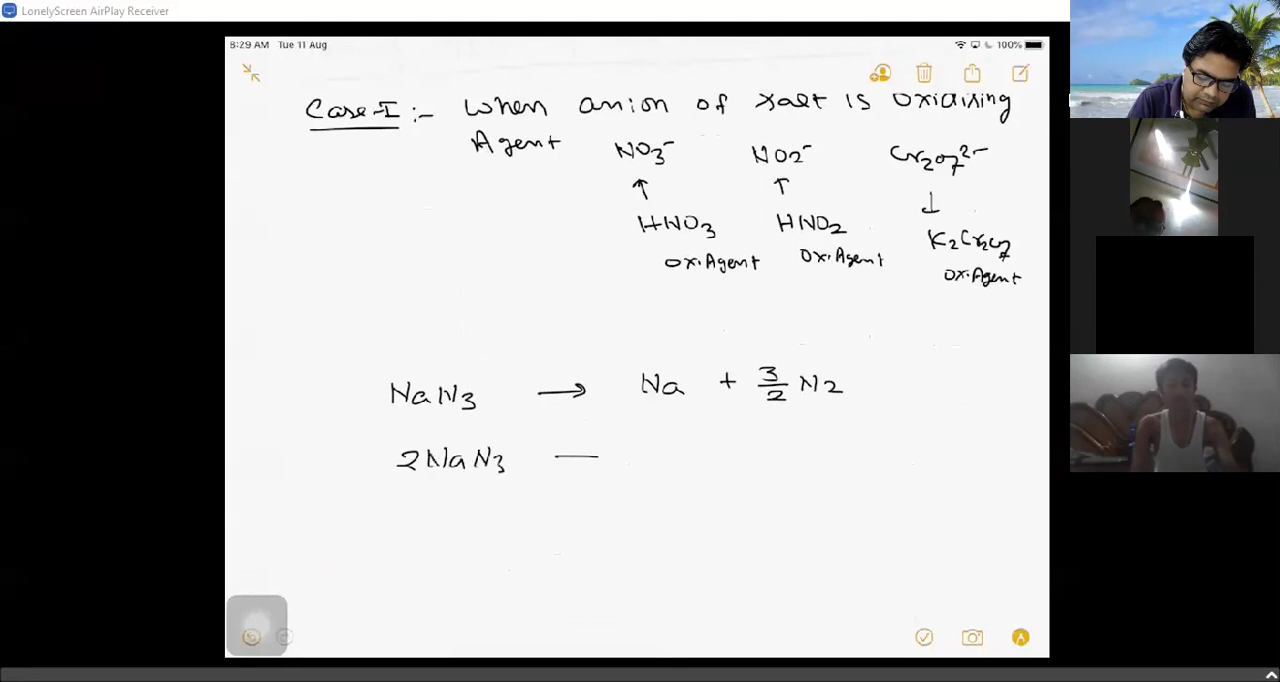 LonelyScreen AirPlay Receiver
8:29 AM Tue 11 Aug
100%
Case-I :- When anion of salt is oxidising
Agent
NO3⁻ NO2⁻ Cr2O7²⁻
↑ ↑ ↓
HNO3 HNO2 K2Cr2O7
OX.Agent OX.Agent OX.Agent
NaN3 → Na + 3/2 N2
2NaN3 —